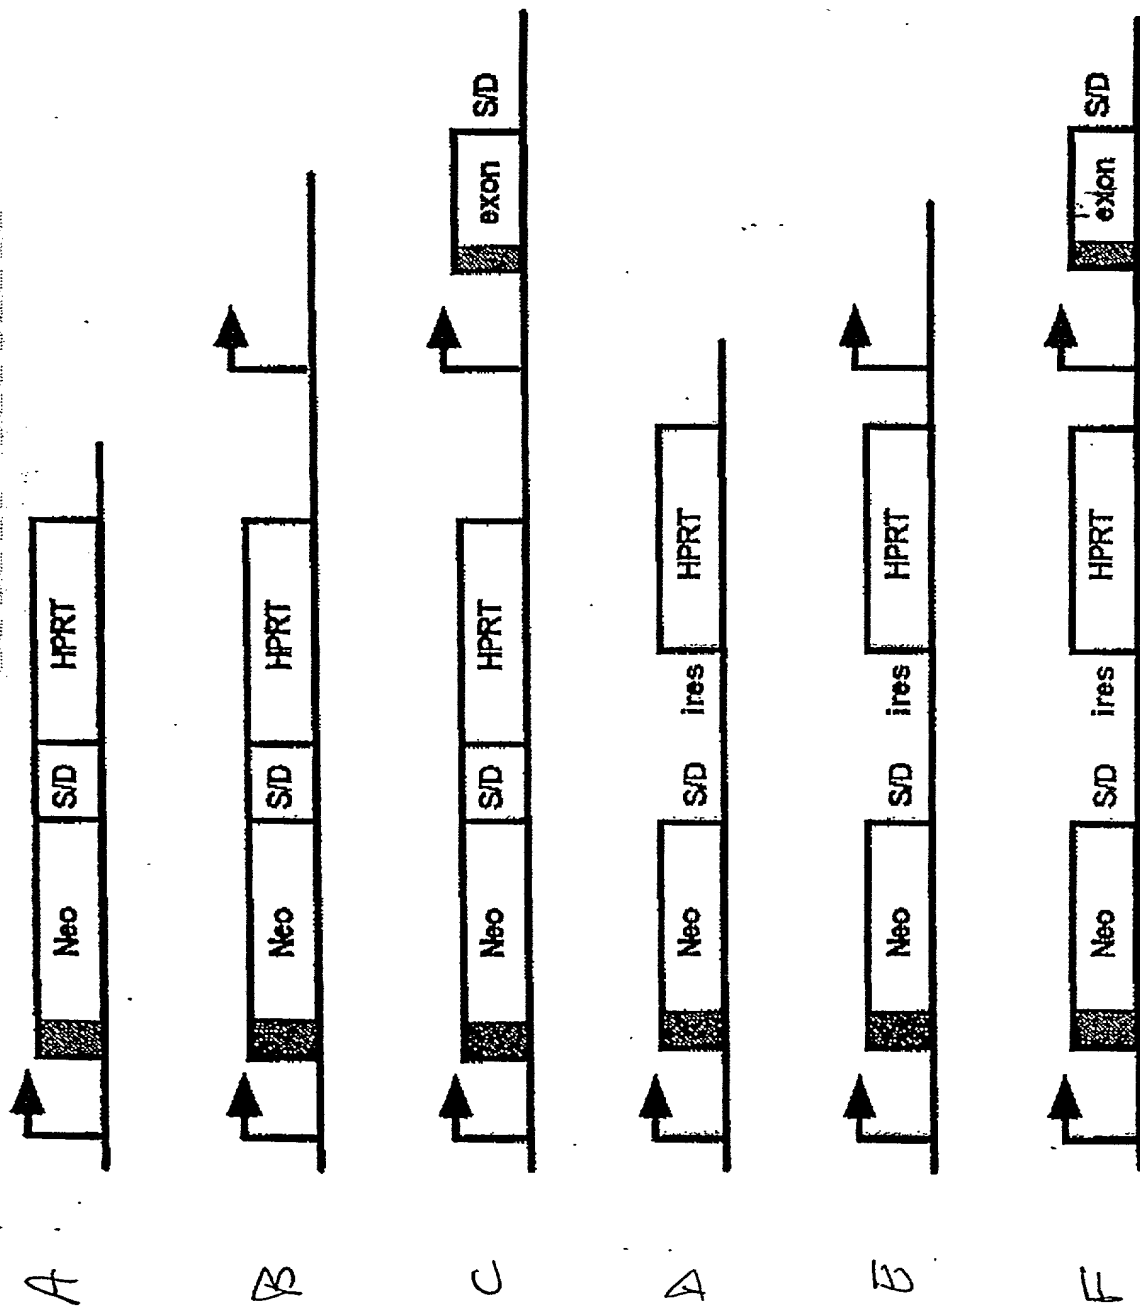 A Neo S/D HPRT
B Neo S/D HPRT
C Neo S/D HPRT exon S/D
D Neo S/D ires HPRT
E Neo S/D ires HPRT
F Neo S/D ires HPRT exon S/D